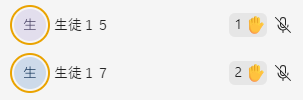 生 生徒１５ 1 ✋
生 生徒１７ 2 ✋